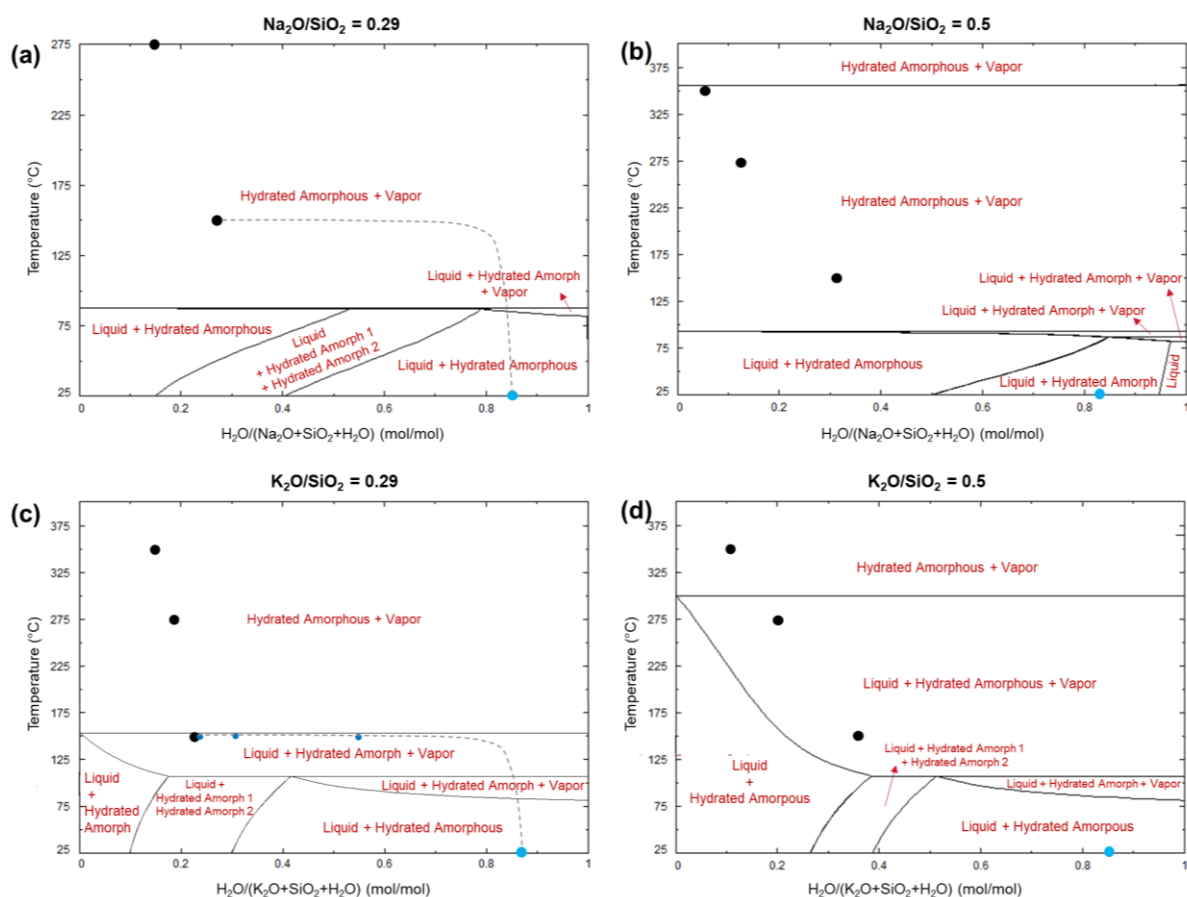 (a)
Na₂O/SiO₂ = 0.29
275
225
175
125
75
25
Temperature (°C)
Hydrated Amorphous + Vapor
Liquid + Hydrated Amorph
+ Vapor
Liquid + Hydrated Amorphous
Liquid
+ Hydrated Amorph 1
+ Hydrated Amorph 2
Liquid + Hydrated Amorphous
0
0.2
0.4
0.6
0.8
1
H₂O/(Na₂O+SiO₂+H₂O) (mol/mol)
(b)
Na₂O/SiO₂ = 0.5
375
325
275
225
175
125
75
25
Temperature (°C)
Hydrated Amorphous + Vapor
Hydrated Amorphous + Vapor
Liquid + Hydrated Amorph + Vapor
Liquid + Hydrated Amorph + Vapor
Liquid + Hydrated Amorphous
Liquid + Hydrated Amorph
Liquid
0
0.2
0.4
0.6
0.8
1
H₂O/(Na₂O+SiO₂+H₂O) (mol/mol)
(c)
K₂O/SiO₂ = 0.29
375
325
275
225
175
125
75
25
Temperature (°C)
Hydrated Amorphous + Vapor
Liquid + Hydrated Amorph + Vapor
Liquid
+
Hydrated
Amorph
Liquid +
Hydrated Amorph 1
Hydrated Amorph 2
Liquid + Hydrated Amorph + Vapor
Liquid + Hydrated Amorphous
0
0.2
0.4
0.6
0.8
1
H₂O/(K₂O+SiO₂+H₂O) (mol/mol)
(d)
K₂O/SiO₂ = 0.5
375
325
275
225
175
125
75
25
Temperature (°C)
Hydrated Amorphous + Vapor
Liquid + Hydrated Amorphous + Vapor
Liquid + Hydrated Amorph 1
+ Hydrated Amorph 2
Liquid
+
Hydrated Amorpous
Liquid + Hydrated Amorph + Vapor
Liquid + Hydrated Amorpous
0
0.2
0.4
0.6
0.8
1
H₂O/(K₂O+SiO₂+H₂O) (mol/mol)